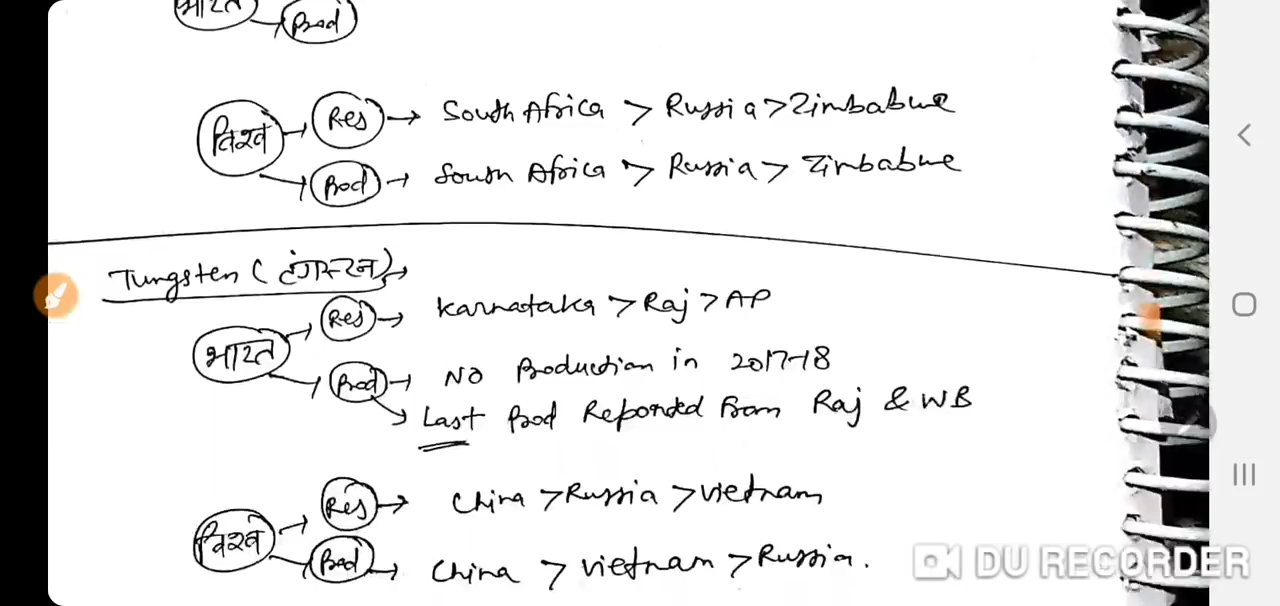 भारत → Prod
विश्व → Res → South Africa > Russia > Zimbabwe
→ Prod → South Africa > Russia > Zimbabwe
Tungsten ( टंगस्टन ) →
भारत → Res → Karnataka > Raj > AP
→ Prod → No Production in 2017-18
→ Last Prod Reported from Raj & WB
विश्व → Res → China > Russia > Vietnam
→ Prod → China > Vietnam > Russia.
DU RECORDER